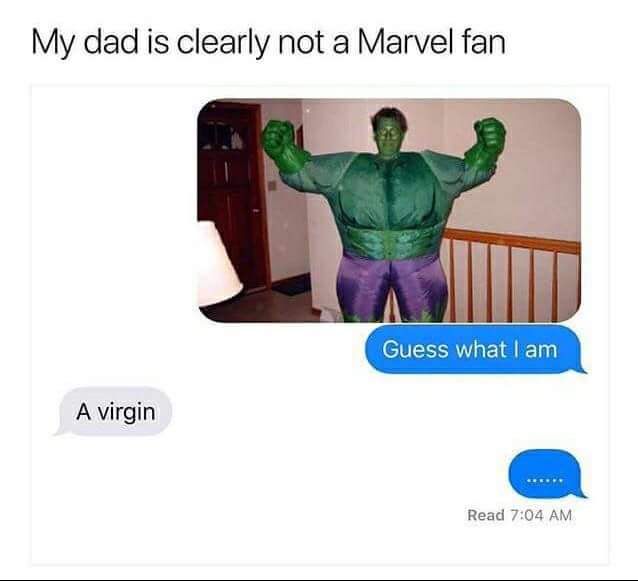 My dad is clearly not a Marvel fan
Guess what I am
A virgin
......
Read 7:04 AM